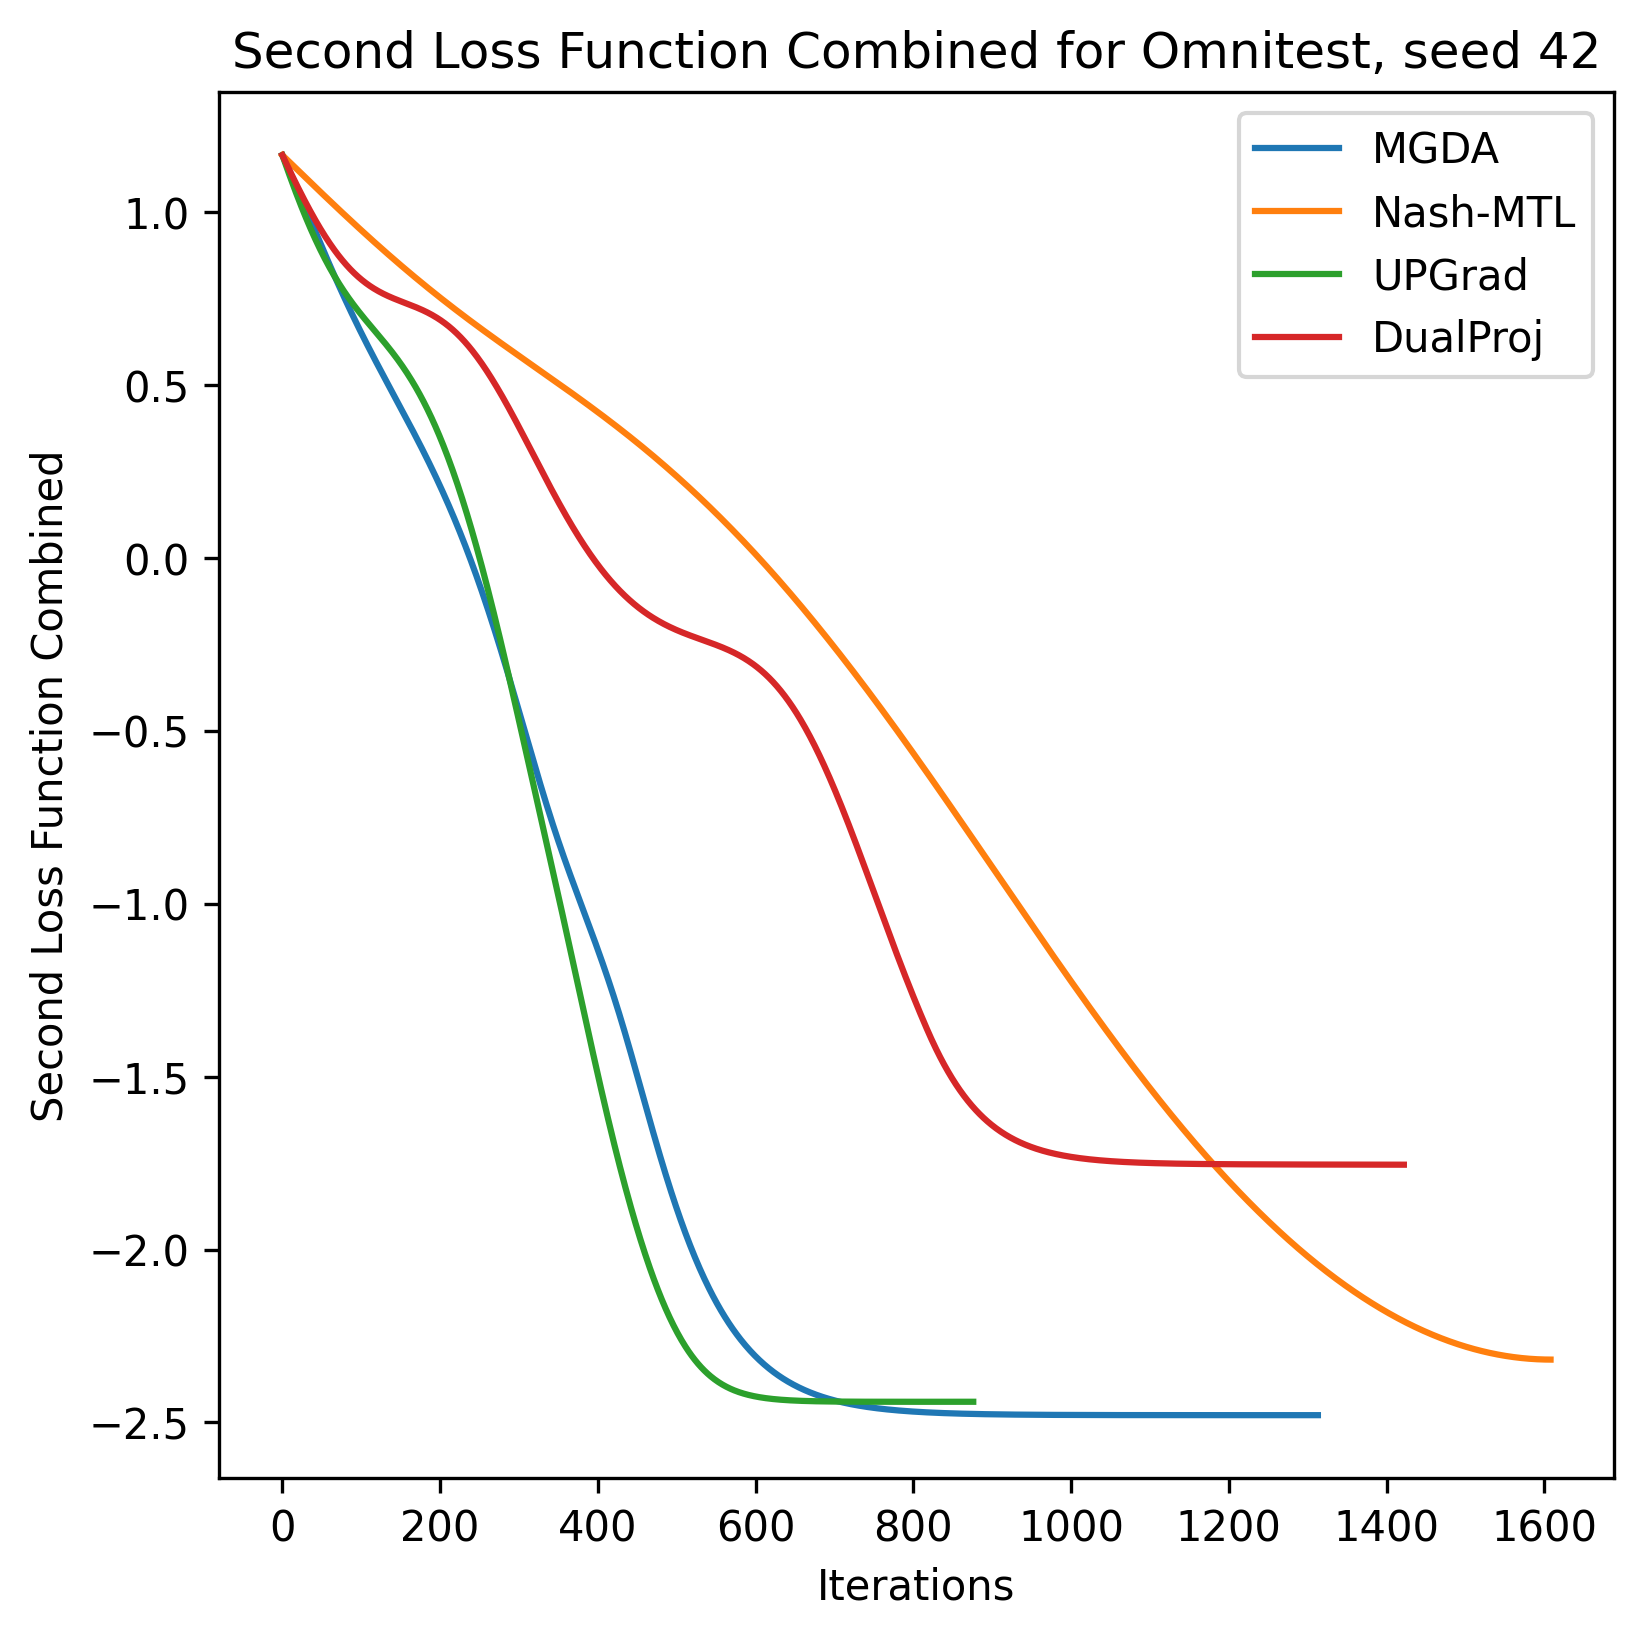 Second Loss Function Combined for Omnitest, seed 42
MGDA
Nash-MTL
UPGrad
DualProj
Second Loss Function Combined
1.0
0.5
0.0
−0.5
−1.0
−1.5
−2.0
−2.5
0 200 400 600 800 1000 1200 1400 1600
Iterations